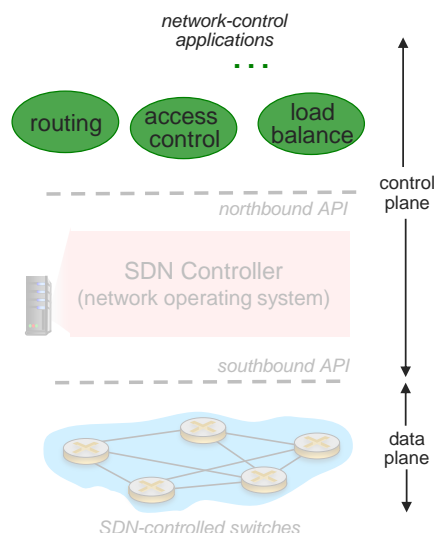 network-control
applications
...
routing
access
control
load
balance
control
plane
northbound API
SDN Controller
(network operating system)
southbound API
data
plane
SDN-controlled switches